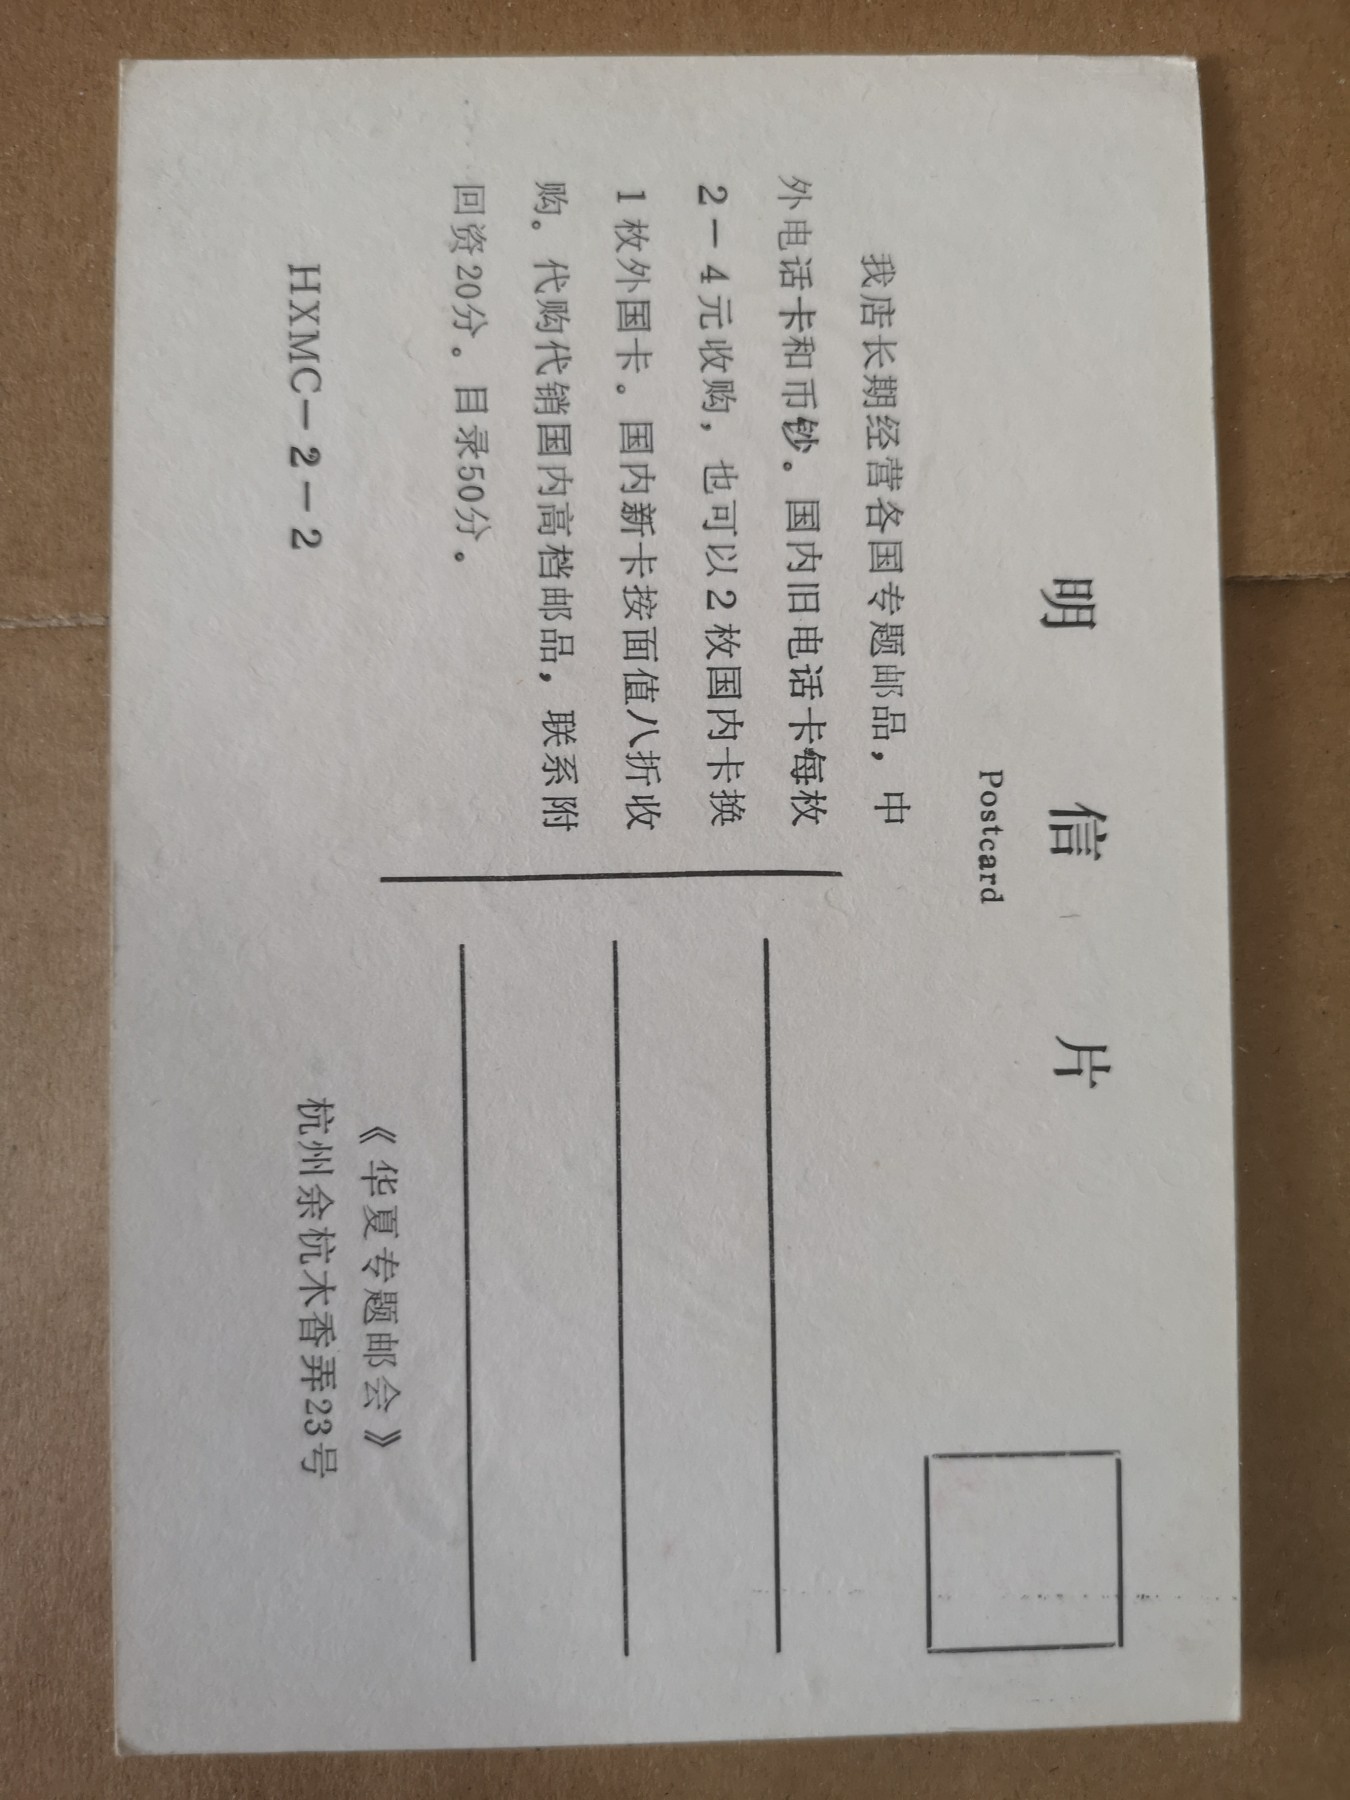 明信片
Postcard
我店长期经营各国专题邮品，中
外电话卡和币钞。国内旧电话卡每枚
2－4元收购，也可以2枚国内卡换
1枚外国卡。国内新卡按面值八折收
购。代购代销国内高档邮品，联系附
回资20分。目录50分。
HXMC－2－2
《华夏专题邮会》
杭州余杭木香弄23号